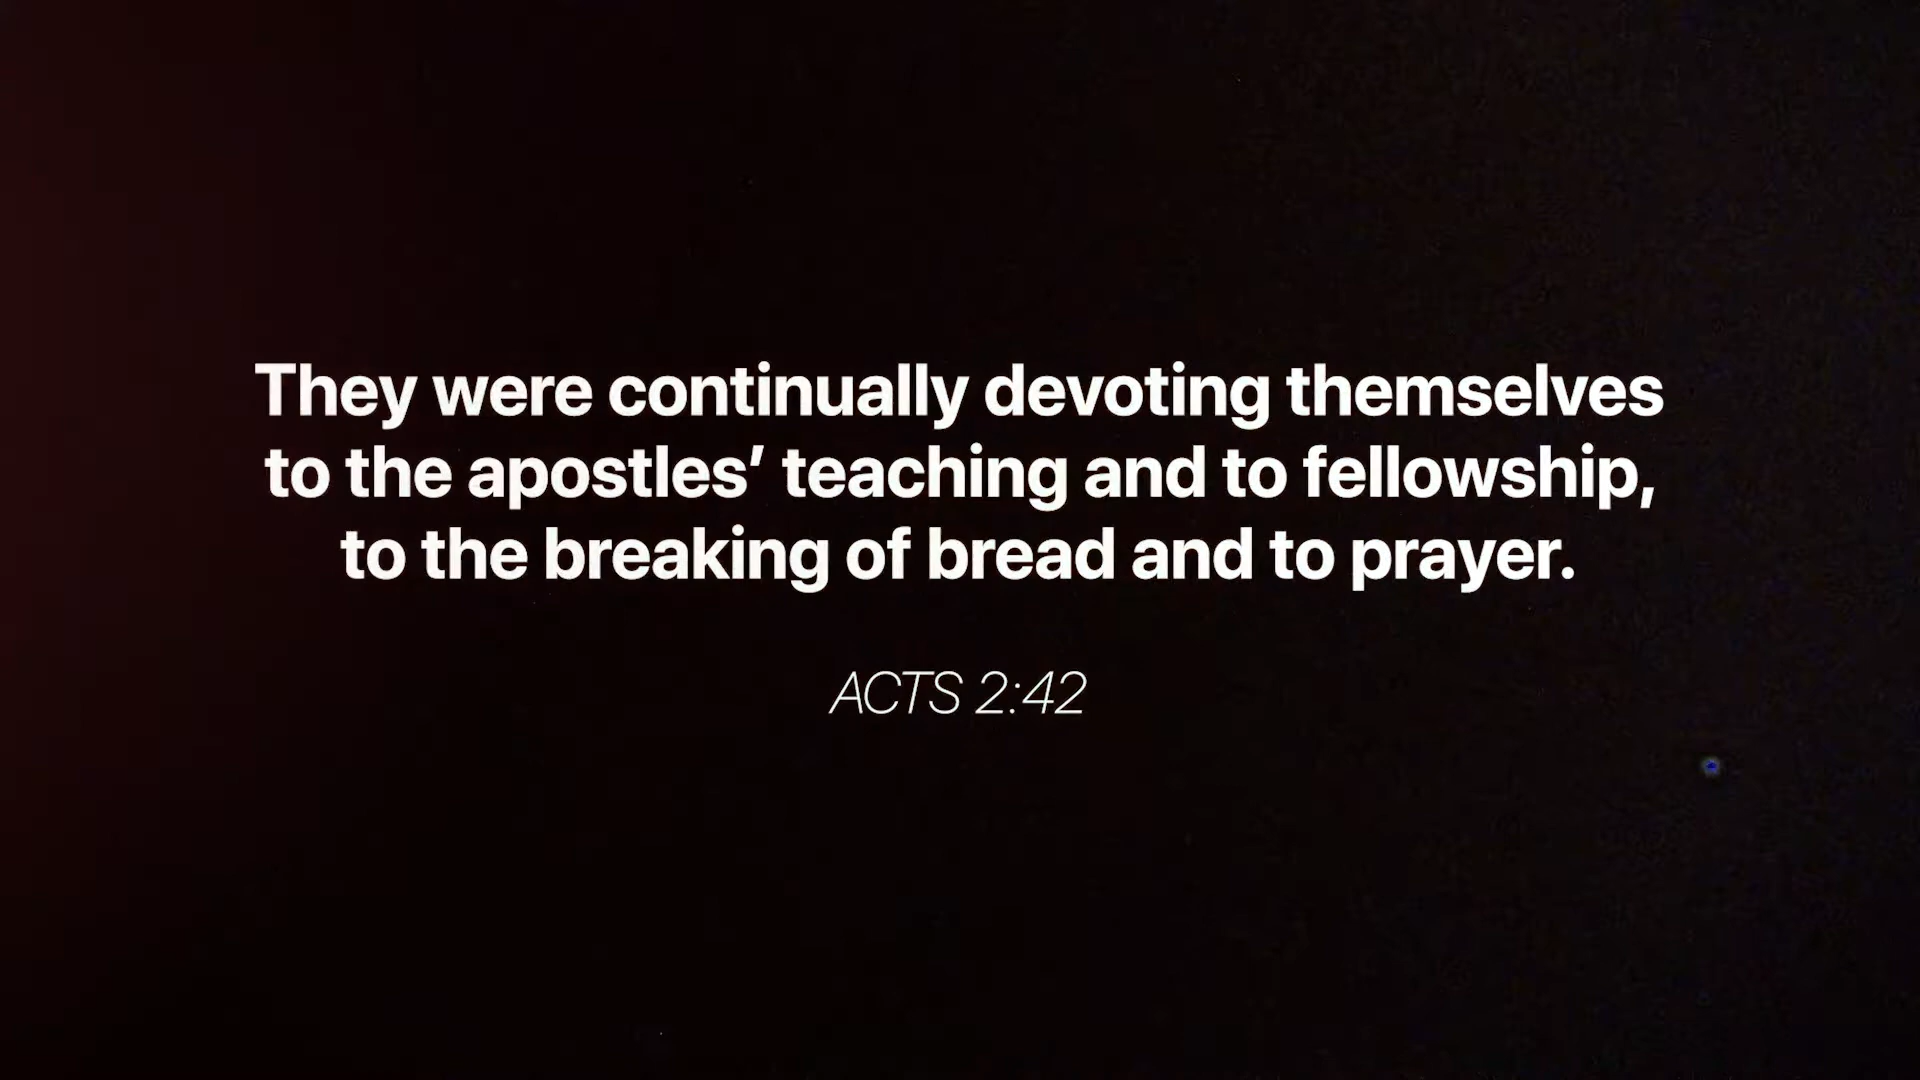 They were continually devoting themselves
to the apostles’ teaching and to fellowship,
to the breaking of bread and to prayer.
ACTS 2:42